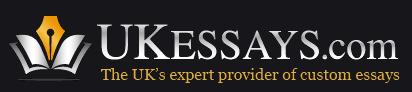 UKESSAYS.com
The UK's expert provider of custom essays